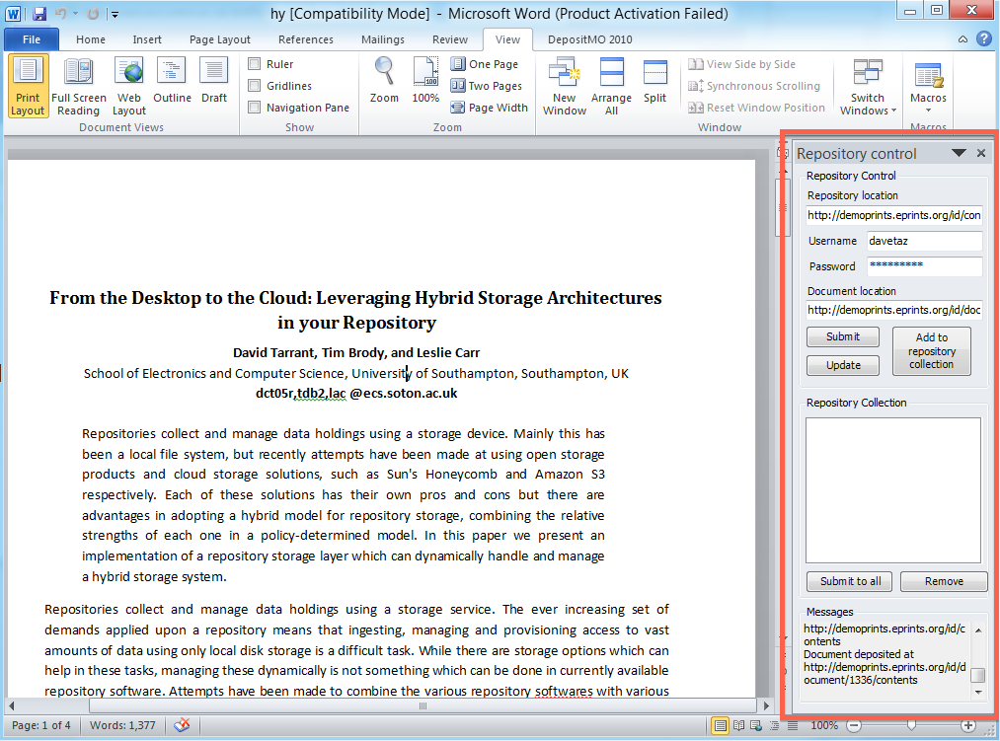 hy [Compatibility Mode] - Microsoft Word (Product Activation Failed)
File Home Insert Page Layout References Mailings Review View DepositMO 2010
Print Layout
Full Screen Reading
Web Layout
Outline
Draft
Document Views
Ruler
Gridlines
Navigation Pane
Show
Zoom
100%
One Page
Two Pages
Page Width
Zoom
New Window
Arrange All
Split
View Side by Side
Synchronous Scrolling
Reset Window Position
Window
Switch Windows
Macros
Macros
From the Desktop to the Cloud: Leveraging Hybrid Storage Architectures
in your Repository
David Tarrant, Tim Brody, and Leslie Carr
School of Electronics and Computer Science, University of Southampton, Southampton, UK
dct05r,tdb2,lac @ecs.soton.ac.uk
Repositories collect and manage data holdings using a storage device. Mainly this has
been a local file system, but recently attempts have been made at using open storage
products and cloud storage solutions, such as Sun's Honeycomb and Amazon S3
respectively. Each of these solutions has their own pros and cons but there are
advantages in adopting a hybrid model for repository storage, combining the relative
strengths of each one in a policy-determined model. In this paper we present an
implementation of a repository storage layer which can dynamically handle and manage
a hybrid storage system.
Repositories collect and manage data holdings using a storage service. The ever increasing set of
demands applied upon a repository means that ingesting, managing and provisioning access to vast
amounts of data using only local disk storage is a difficult task. While there are storage options which can
help in these tasks, managing these dynamically is not something which can be done in currently available
repository software. Attempts have been made to combine the various repository softwares with various
Repository control
Repository Control
Repository location
http://demoprints.eprints.org/id/con
Username davetaz
Password *********
Document location
http://demoprints.eprints.org/id/doc
Submit
Update
Add to
repository
collection
Repository Collection
Submit to all Remove
Messages
http://demoprints.eprints.org/id/c
ontents
Document deposited at
http://demoprints.eprints.org/id/d
ocument/1336/contents
Page: 1 of 4 Words: 1,377 100%